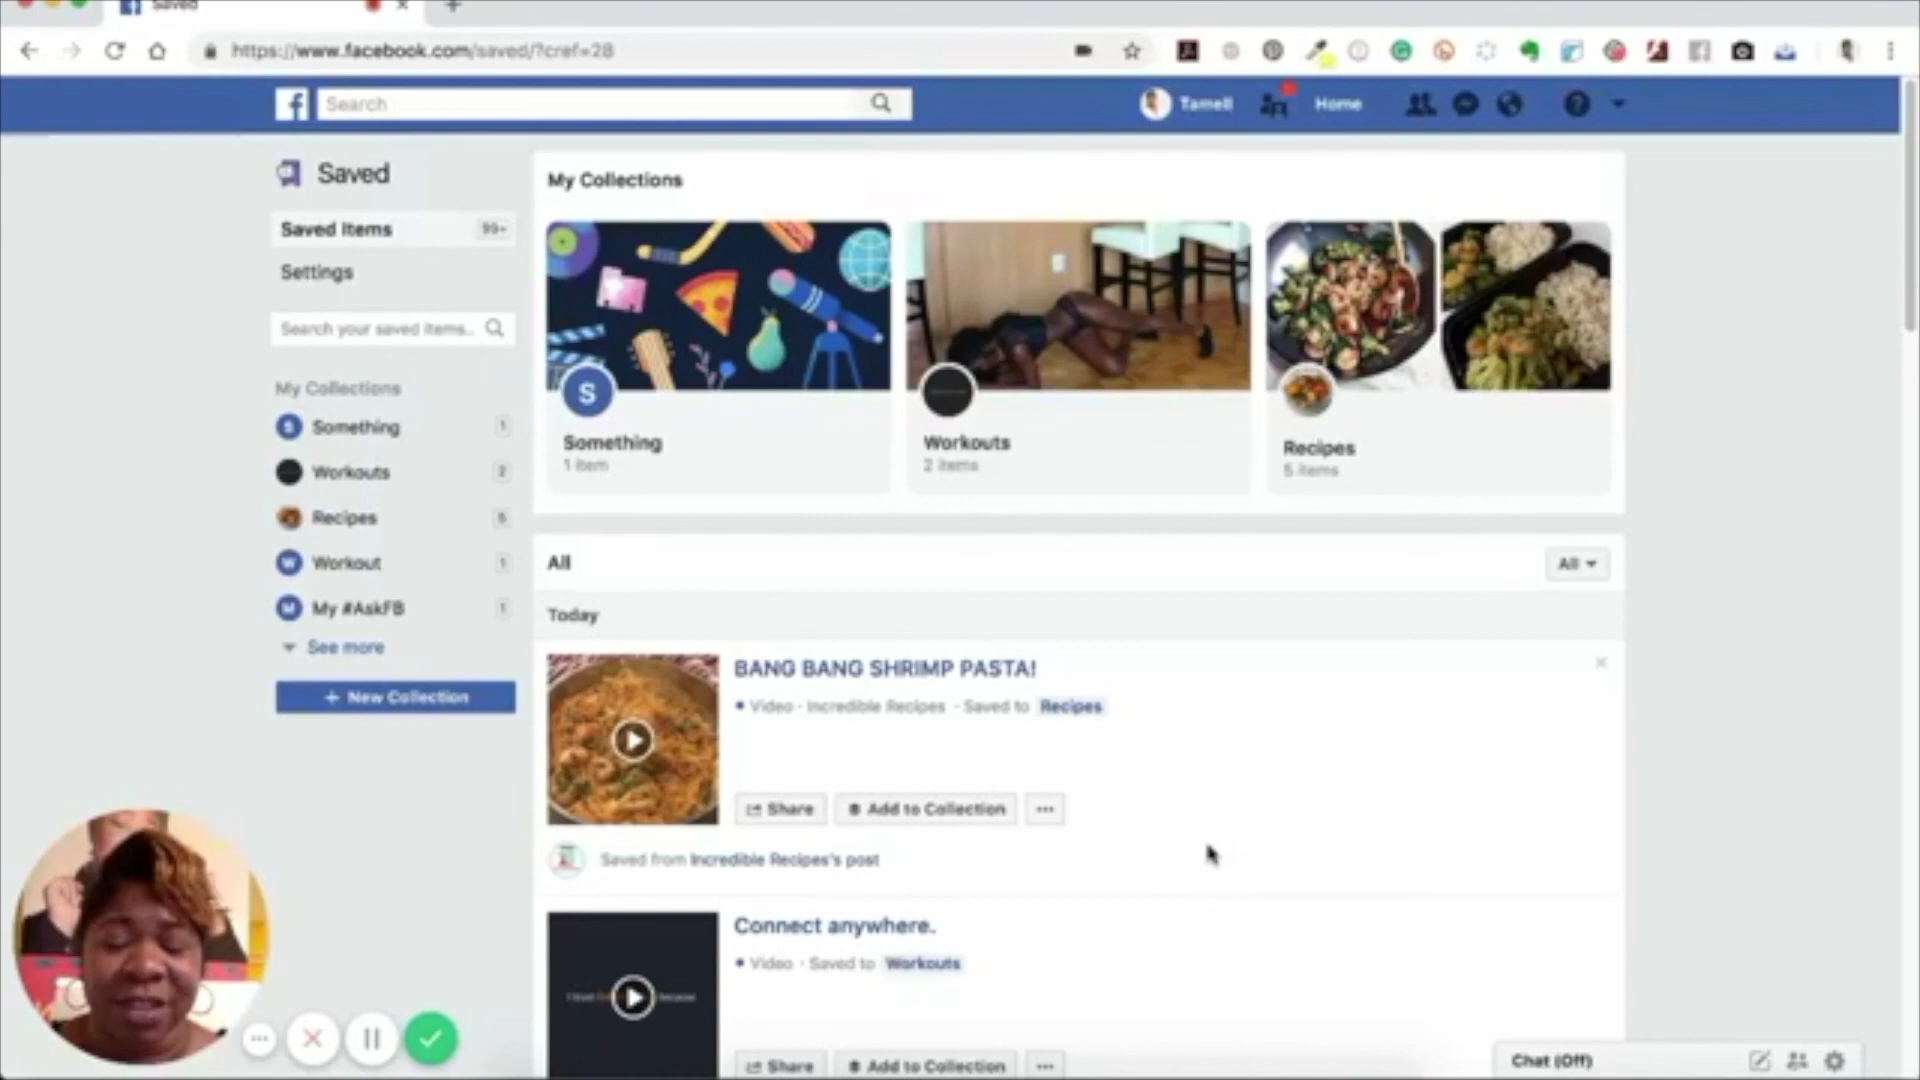 Saved
https://www.facebook.com/saved/?cref=28
Search
Tamell
Home
Saved
Saved Items 99+
Settings
Search your saved items..
My Collections
Something 1
Workouts 2
Recipes 5
Workout 1
My #AskFB 1
See more
+ New Collection
My Collections
S
Something
1 item
Workouts
2 items
Recipes
5 items
All
All
Today
BANG BANG SHRIMP PASTA!
Video · Incredible Recipes · Saved to Recipes
Share
Add to Collection
Saved from Incredible Recipes's post
Connect anywhere.
Video · Saved to Workouts
because
Share
Add to Collection
Chat (Off)